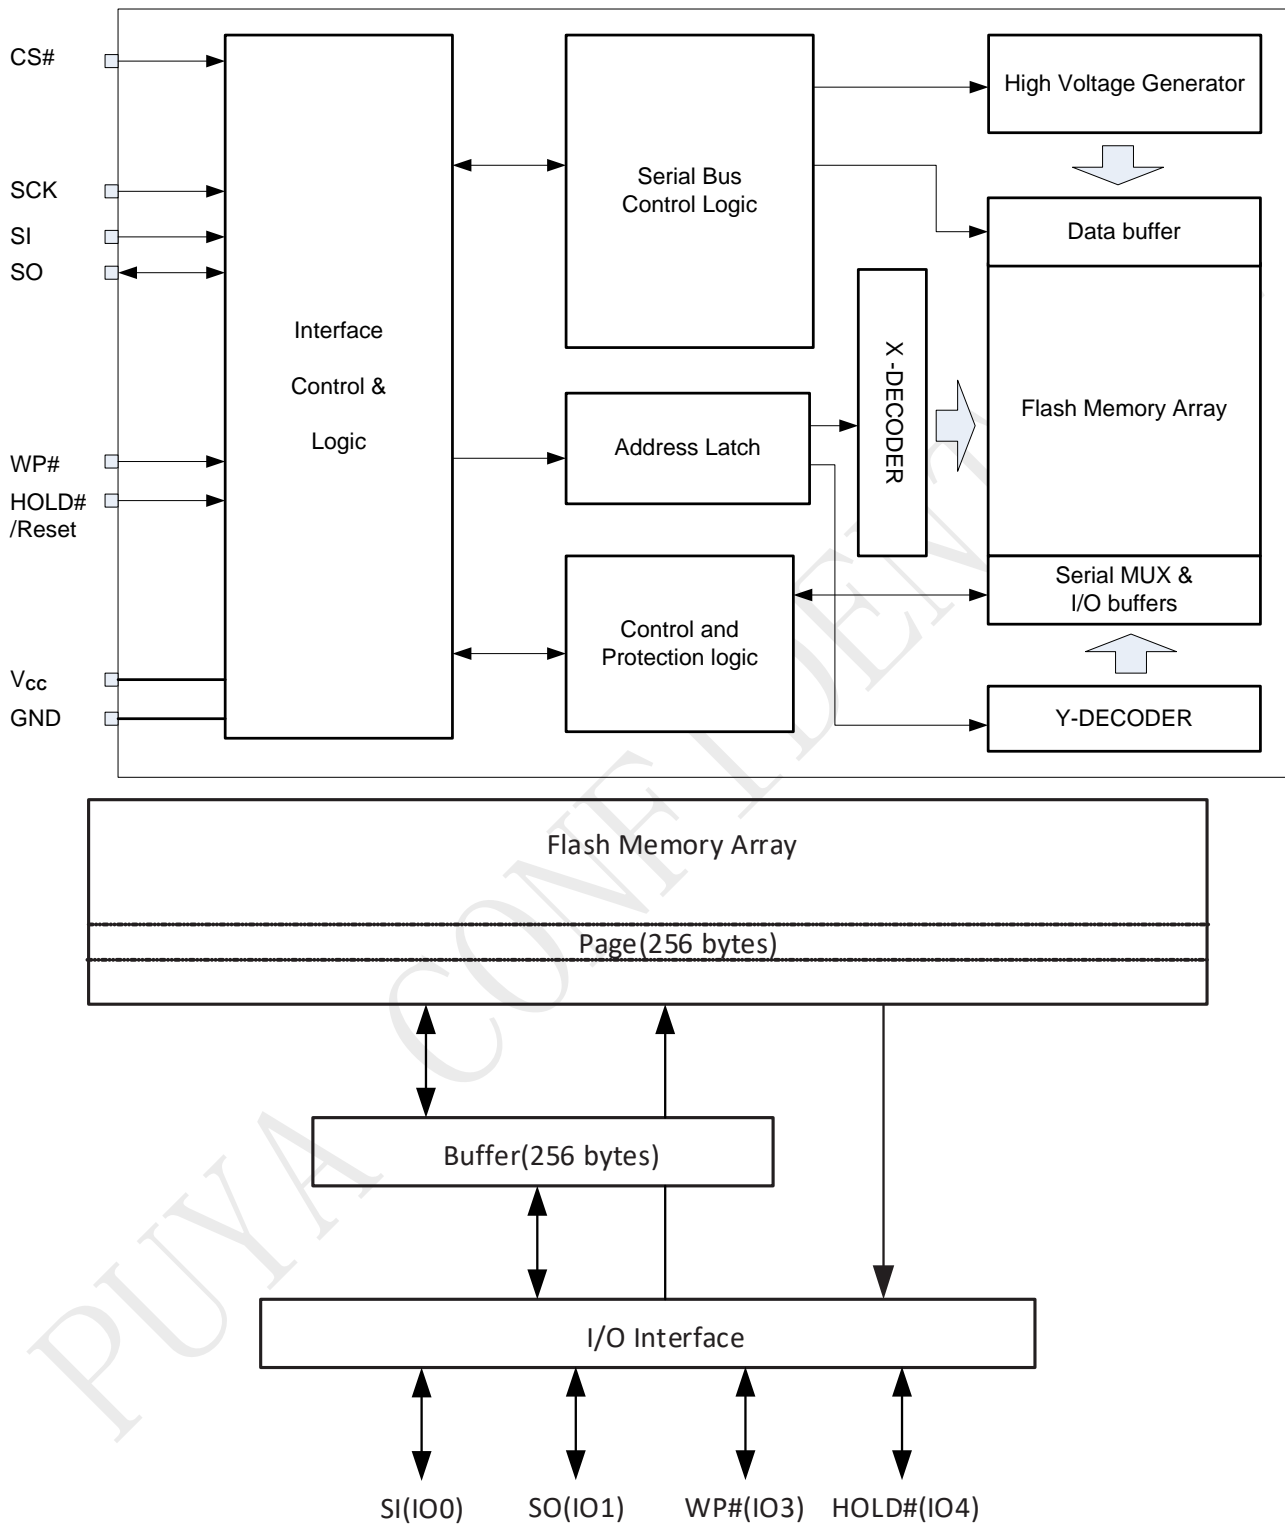 CS#
SCK
SI
SO
WP#
HOLD#
/Reset
Vcc
GND
Interface
Control &
Logic
Serial Bus
Control Logic
Address Latch
Control and
Protection logic
X-DECODER
High Voltage Generator
Data buffer
Flash Memory Array
Serial MUX &
I/O buffers
Y-DECODER
Flash Memory Array
Page(256 bytes)
Buffer(256 bytes)
I/O Interface
SI(IO0)
SO(IO1)
WP#(IO3)
HOLD#(IO4)
PUYA CONFIDENT